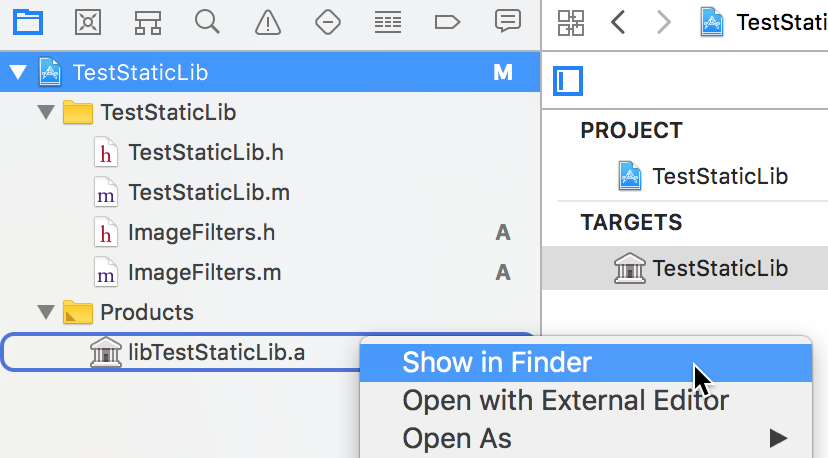 TestStati
TestStaticLib M
TestStaticLib
h TestStaticLib.h
m TestStaticLib.m
h ImageFilters.h A
m ImageFilters.m A
Products
libTestStaticLib.a
PROJECT
TestStaticLib
TARGETS
TestStaticLib
Show in Finder
Open with External Editor
Open As